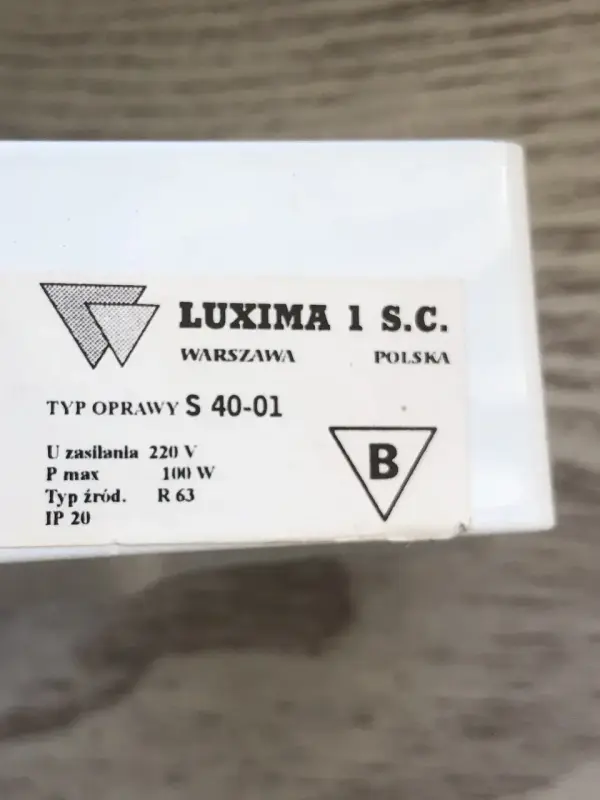 LUXIMA 1 S.C.
WARSZAWA POLSKA
TYP OPRAWY S 40-01
U zasilania 220 V
P max 100 W
Typ źród. R 63
IP 20
B